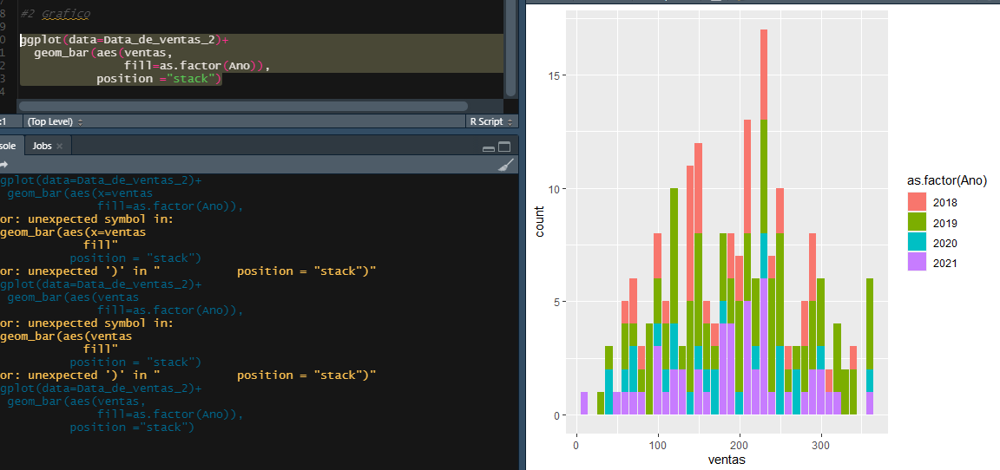 8 #2 Grafico
9
0 ggplot(data=Data_de_ventas_2)+
1 geom_bar(aes(ventas,
2 fill=as.factor(Ano)),
3 position ="stack")
4
:1 (Top Level) R Script
sole Jobs
gplot(data=Data_de_ventas_2)+
geom_bar(aes(x=ventas
fill=as.factor(Ano)),
or: unexpected symbol in:
geom_bar(aes(x=ventas
fill"
position = "stack")
or: unexpected ')' in " position = "stack")"
gplot(data=Data_de_ventas_2)+
geom_bar(aes(ventas
fill=as.factor(Ano)),
or: unexpected symbol in:
geom_bar(aes(ventas
fill"
position = "stack")
or: unexpected ')' in " position = "stack")"
gplot(data=Data_de_ventas_2)+
geom_bar(aes(ventas,
fill=as.factor(Ano)),
position ="stack")
15
10
5
0
count
0 100 200 300
ventas
as.factor(Ano)
2018
2019
2020
2021